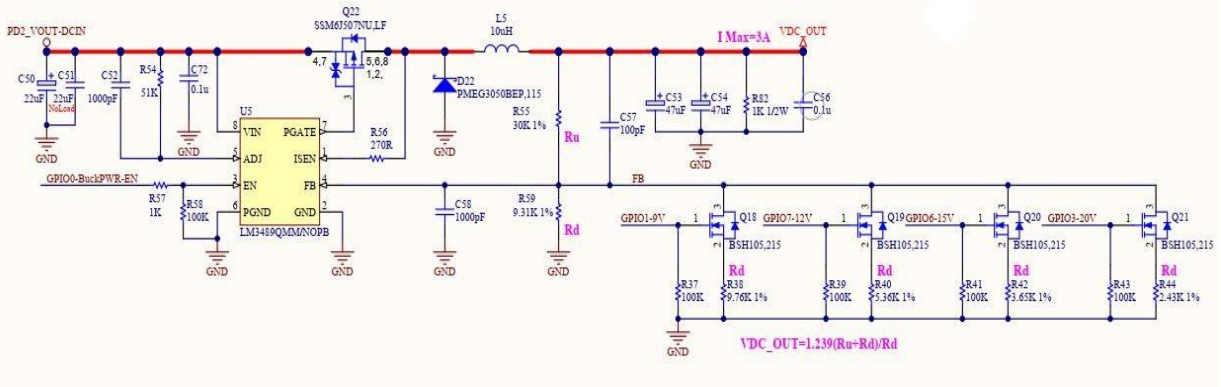 PD2_VOUT-DCIN
C50
22uF
C51
22uF
NoLoad
C52
1000pF
R54
51K
C72
0.1u
GND
GND
Q22
SSM6J507NU,LF
4,7
5,6,8
1,2,
3
L5
10uH
I Max=3A
VDC_OUT
D22
PMEG3050BEP,115
GND
R55
30K 1%
Ru
C57
100pF
C53
47uF
C54
47uF
R82
1K 1/2W
C56
0.1u
GND
U5
8
VIN
PGATE
7
5
ADJ
ISEN
1
3
EN
FB
4
6
PGND
GND
2
LM3489QMM/NOPB
R56
270R
GPIO0-BuckPWR-EN
R57
1K
R58
100K
GND
GND
C58
1000pF
GND
R59
9.31K 1%
Rd
GND
FB
GPIO1-9V
1
3
2
Q18
BSH105,215
GPIO7-12V
1
3
2
Q19
BSH105,215
GPIO6-15V
1
3
2
Q20
BSH105,215
GPIO3-20V
1
3
2
Q21
BSH105,215
R37
100K
Rd
R38
9.76K 1%
R39
100K
Rd
R40
5.36K 1%
R41
100K
Rd
R42
3.65K 1%
R43
100K
Rd
R44
2.43K 1%
GND
VDC_OUT=1.239(Ru+Rd)/Rd